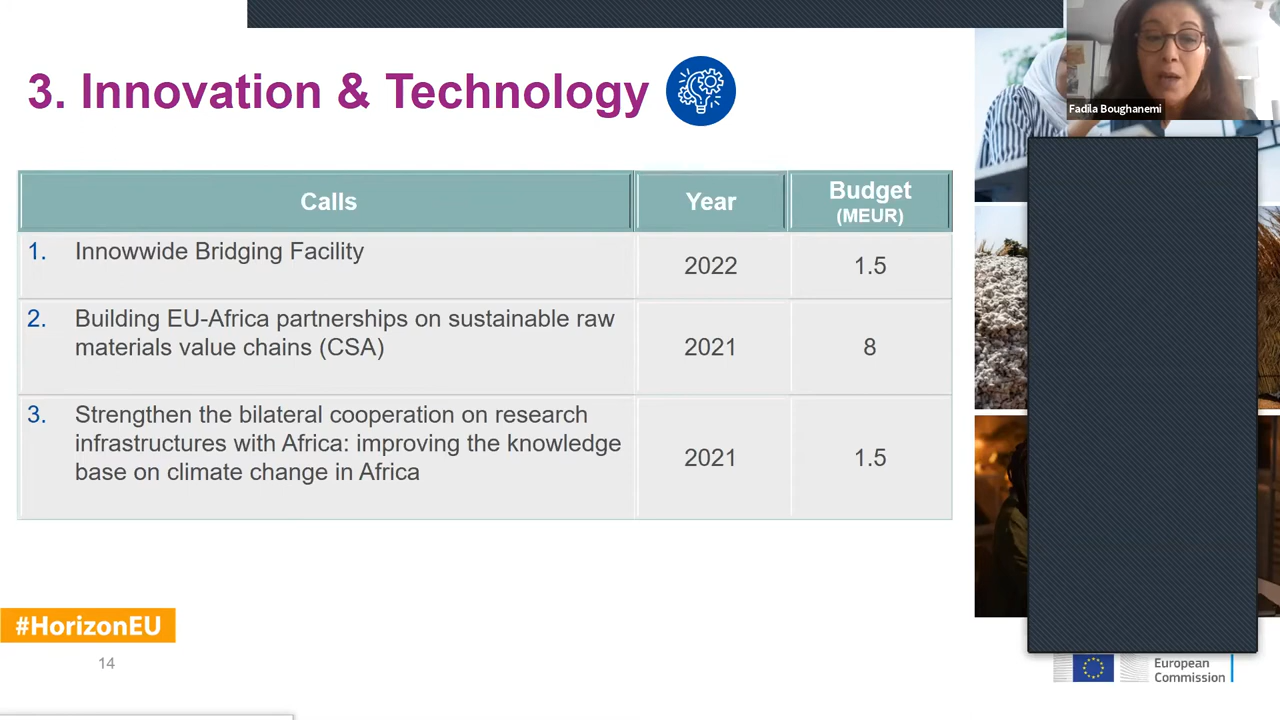 3. Innovation & Technology
Fadila Boughanemi
Calls
Year
Budget
(MEUR)
1. Innowwide Bridging Facility
2022
1.5
2. Building EU-Africa partnerships on sustainable raw
materials value chains (CSA)
2021
8
3. Strengthen the bilateral cooperation on research
infrastructures with Africa: improving the knowledge
base on climate change in Africa
2021
1.5
#HorizonEU
14
European
Commission